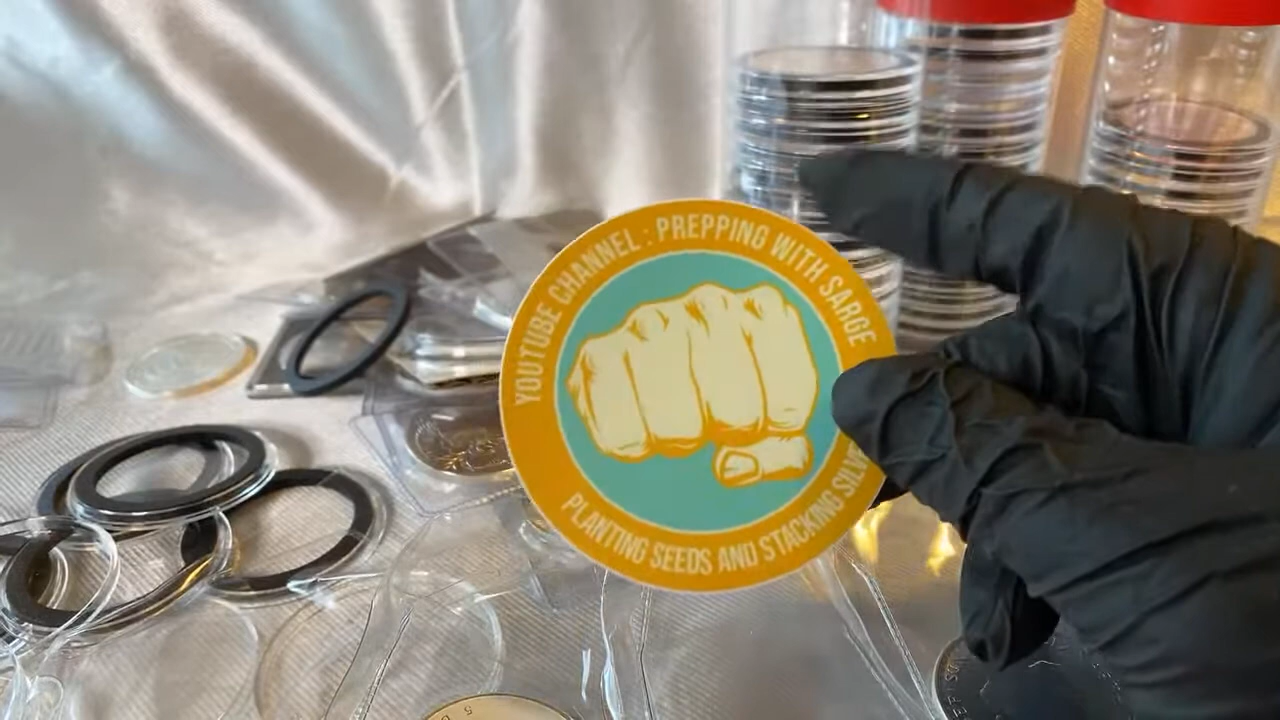 YOUTUBE CHANNEL : PREPPING WITH SARGE
PLANTING SEEDS AND STACKING